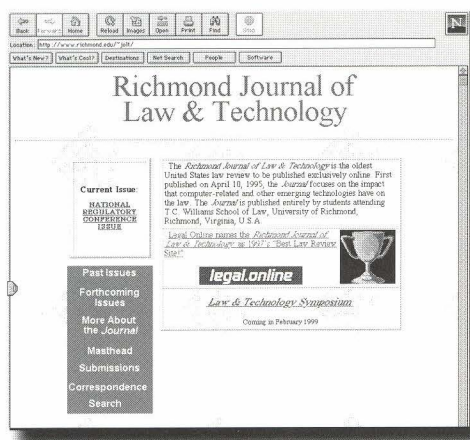 Back Forward Home Reload Images Open Print Find Stop
N
Location: http://www.richmond.edu/~jolt/
What's New? What's Cool? Destinations Net Search People Software
Richmond Journal of
Law & Technology
Current Issue:
NATIONAL
REGULATORY
CONFERENCE
ISSUE
The Richmond Journal of Law & Technology is the oldest
United States law review to be published exclusively online. First
published on April 10, 1995, the Journal focuses on the impact
that computer-related and other emerging technologies have on
the law. The Journal is published entirely by students attending
T.C. Williams School of Law, University of Richmond,
Richmond, Virginia, U.S.A.
Legal Online names the Richmond Journal of
Law & Technology as 1997's "Best Law Review
Site!"
legal.online
Law & Technology Symposium
Coming in February 1999
Past Issues
Forthcoming
Issues
More About
the Journal
Masthead
Submissions
Correspondence
Search